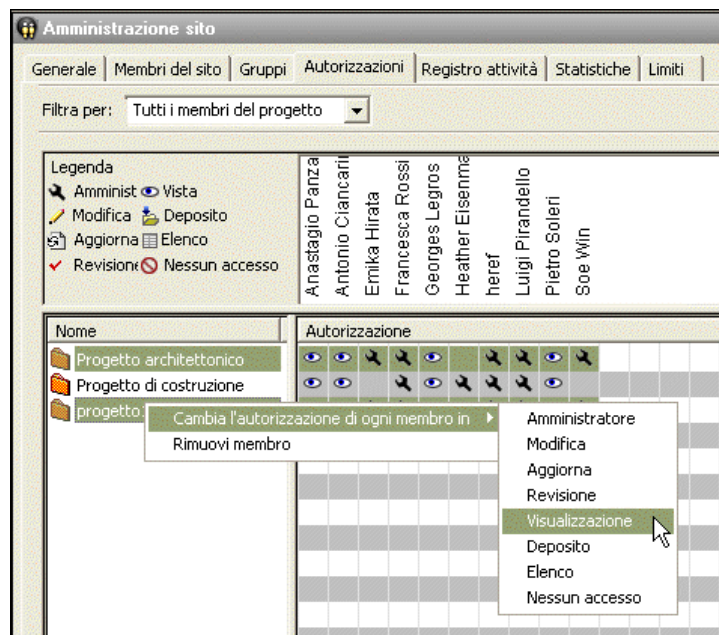 Amministrazione sito
Generale Membri del sito Gruppi Autorizzazioni Registro attività Statistiche Limiti
Filtra per: Tutti i membri del progetto
Legenda
Amminist Vista
Modifica Deposito
Aggiorna Elenco
Revisione Nessun accesso
Anastagio Panza
Antonio Ciancarii
Emika Hirata
Francesca Rossi
Georges Legros
Heather Eisenma
heref
Luigi Pirandello
Pietro Soleri
Soe Win
Nome Autorizzazione
Progetto architettonico
Progetto di costruzione
progetto
Cambia l'autorizzazione di ogni membro in
Rimuovi membro
Amministratore
Modifica
Aggiorna
Revisione
Visualizzazione
Deposito
Elenco
Nessun accesso